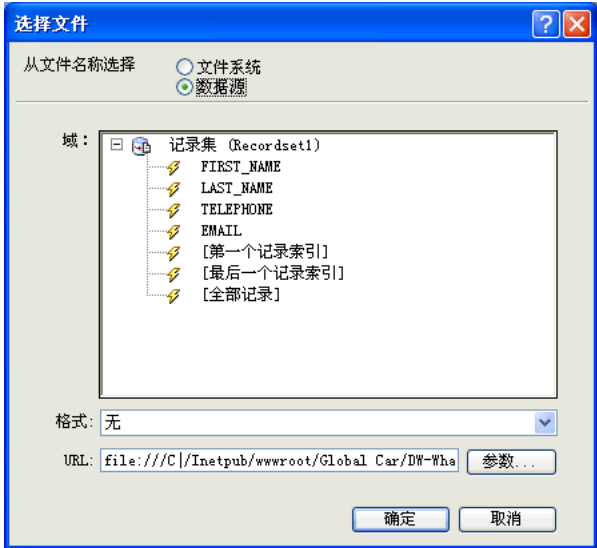 选择文件
从文件名称选择
文件系统
数据源
域：
记录集 (Recordset1)
FIRST_NAME
LAST_NAME
TELEPHONE
EMAIL
[第一个记录索引]
[最后一个记录索引]
[全部记录]
格式: 无
URL: file:///C|/Inetpub/wwwroot/Global Car/DW-Wha 参数...
确定 取消